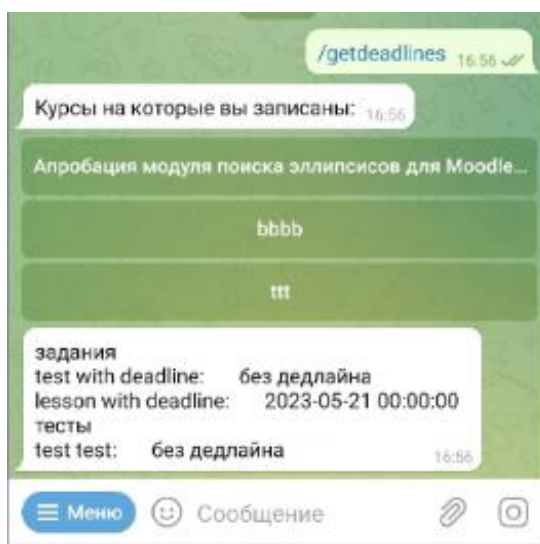 /getdeadlines 16:56
Курсы на которые вы записаны: 16:56
Апробация модуля поиска эллипсисов для Moodle...
bbbb
ttt
задания
test with deadline: без дедлайна
lesson with deadline: 2023-05-21 00:00:00
тесты
test test: без дедлайна 16:56
Меню Сообщение